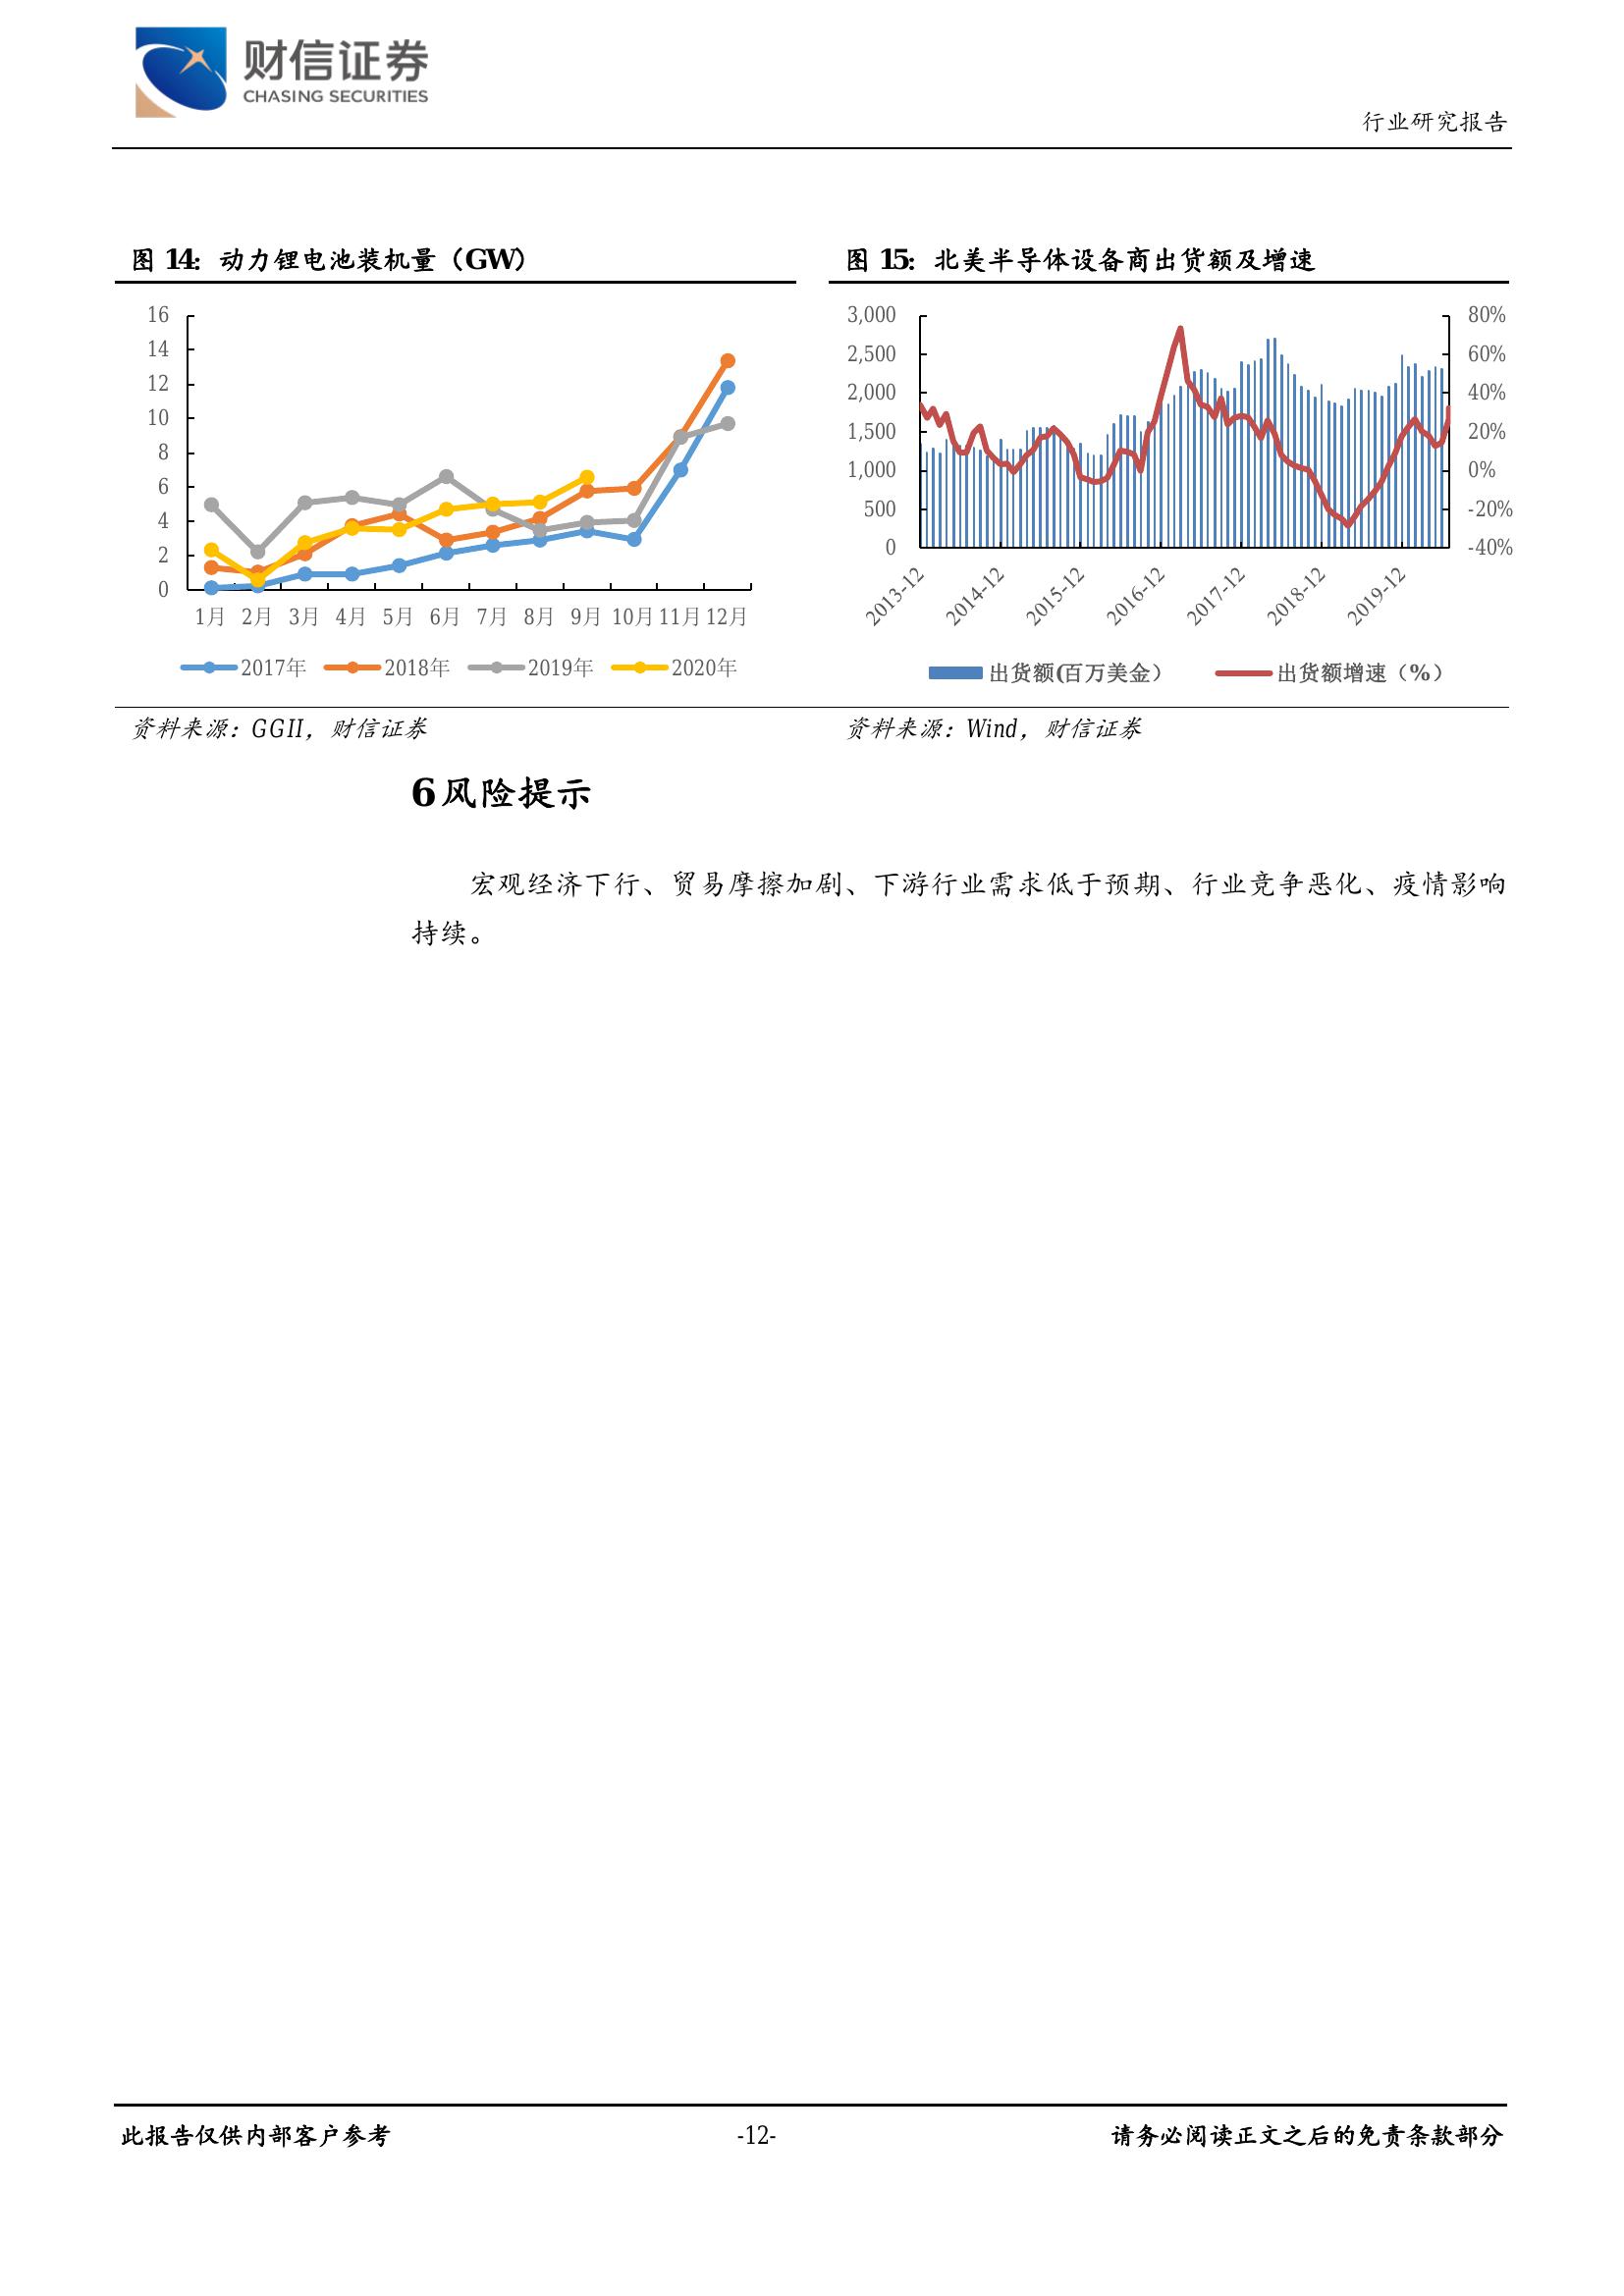 财信证券
CHASING SECURITIES
行业研究报告
图 14：动力锂电池装机量（GW）
16
14
12
10
8
6
4
2
0
1月 2月 3月 4月 5月 6月 7月 8月 9月 10月 11月 12月
2017年 2018年 2019年 2020年
资料来源：GGII，财信证券
图 15：北美半导体设备商出货额及增速
3,000
2,500
2,000
1,500
1,000
500
0
80%
60%
40%
20%
0%
-20%
-40%
2013-12 2014-12 2015-12 2016-12 2017-12 2018-12 2019-12
出货额(百万美金） 出货额增速（%）
资料来源：Wind，财信证券
6 风险提示
宏观经济下行、贸易摩擦加剧、下游行业需求低于预期、行业竞争恶化、疫情影响
持续。
此报告仅供内部客户参考 -12- 请务必阅读正文之后的免责条款部分